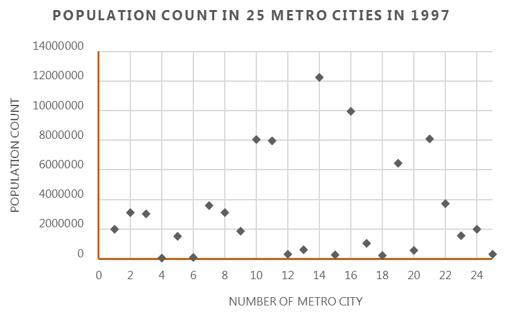 POPULATION COUNT IN 25 METRO CITIES IN 1997
14000000
12000000
10000000
8000000
6000000
4000000
2000000
0
POPULATION COUNT
0 2 4 6 8 10 12 14 16 18 20 22 24
NUMBER OF METRO CITY